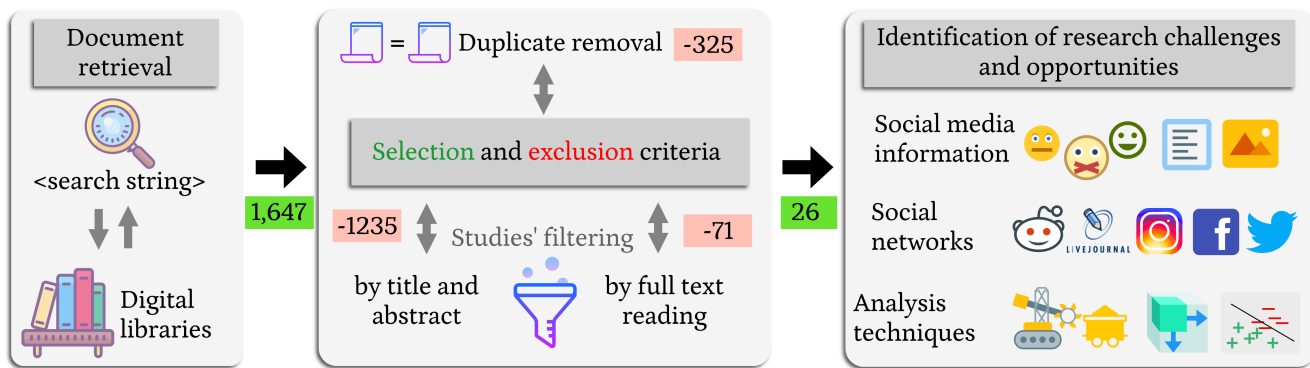 Document
retrieval
<search string>
Digital
libraries
1,647
= Duplicate removal -325
Selection and exclusion criteria
-1235
Studies' filtering
-71
by title and
abstract
by full text
reading
26
Identification of research challenges
and opportunities
Social media
information
Social
networks
LiVEJOURNAL
f
Analysis
techniques